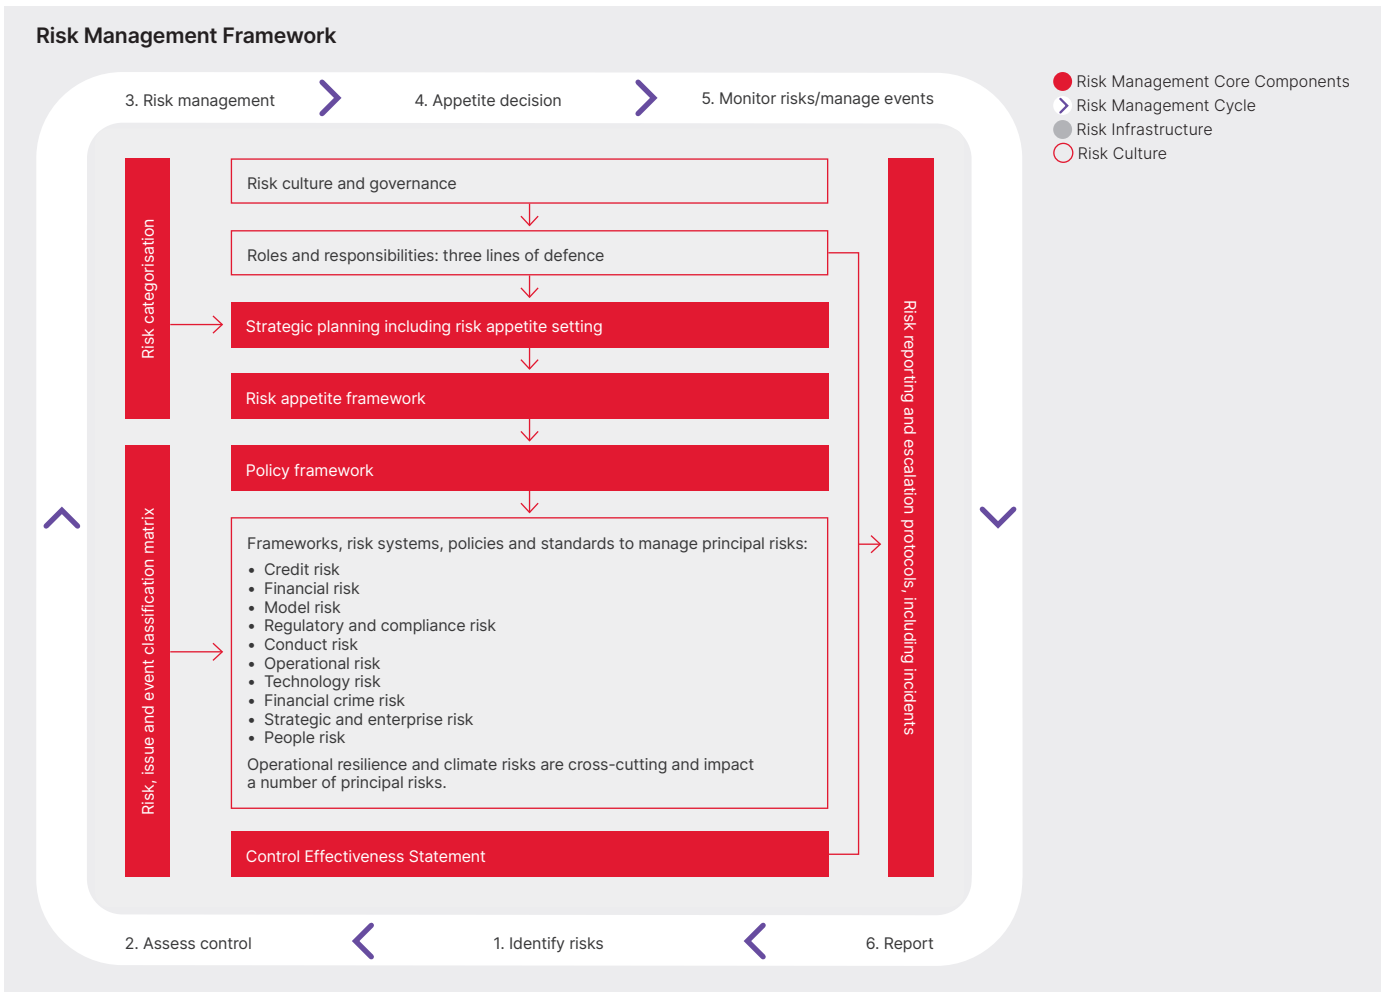 Risk Management Framework
3. Risk management
4. Appetite decision
5. Monitor risks/manage events
Risk Management Core Components
Risk Management Cycle
Risk Infrastructure
Risk Culture
Risk categorisation
Risk, issue and event classification matrix
Risk culture and governance
Roles and responsibilities: three lines of defence
Strategic planning including risk appetite setting
Risk appetite framework
Policy framework
Frameworks, risk systems, policies and standards to manage principal risks:
• Credit risk
• Financial risk
• Model risk
• Regulatory and compliance risk
• Conduct risk
• Operational risk
• Technology risk
• Financial crime risk
• Strategic and enterprise risk
• People risk
Operational resilience and climate risks are cross-cutting and impact
a number of principal risks.
Control Effectiveness Statement
Risk reporting and escalation protocols, including incidents
2. Assess control
1. Identify risks
6. Report